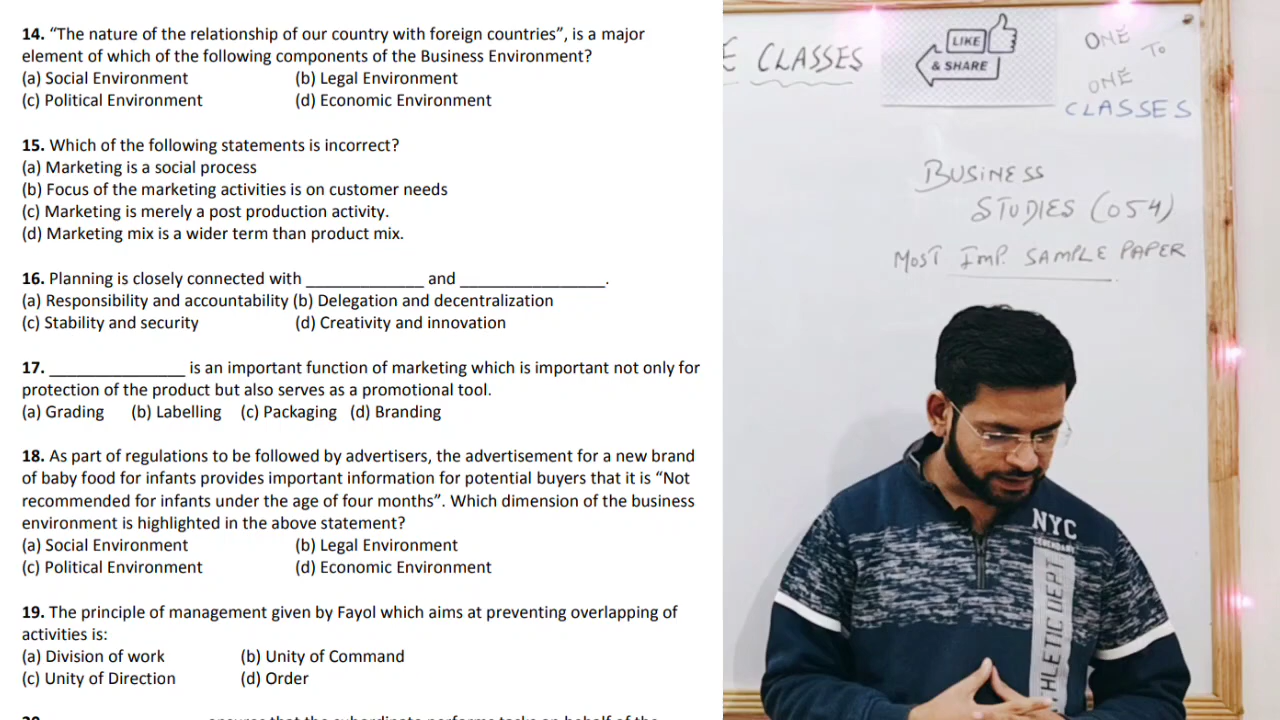 14. “The nature of the relationship of our country with foreign countries”, is a major
element of which of the following components of the Business Environment?
(a) Social Environment (b) Legal Environment
(c) Political Environment (d) Economic Environment
15. Which of the following statements is incorrect?
(a) Marketing is a social process
(b) Focus of the marketing activities is on customer needs
(c) Marketing is merely a post production activity.
(d) Marketing mix is a wider term than product mix.
16. Planning is closely connected with ______________ and _________________.
(a) Responsibility and accountability (b) Delegation and decentralization
(c) Stability and security (d) Creativity and innovation
17. ________________ is an important function of marketing which is important not only for
protection of the product but also serves as a promotional tool.
(a) Grading (b) Labelling (c) Packaging (d) Branding
18. As part of regulations to be followed by advertisers, the advertisement for a new brand
of baby food for infants provides important information for potential buyers that it is “Not
recommended for infants under the age of four months”. Which dimension of the business
environment is highlighted in the above statement?
(a) Social Environment (b) Legal Environment
(c) Political Environment (d) Economic Environment
19. The principle of management given by Fayol which aims at preventing overlapping of
activities is:
(a) Division of work (b) Unity of Command
(c) Unity of Direction (d) Order
E CLASSES
LIKE
& SHARE
ONE
TO
ONE
CLASSES
BUSINESS
STUDIES (054)
MOST IMP. SAMPLE PAPER
NYC
LEGENDARY
HLETIC DEPT